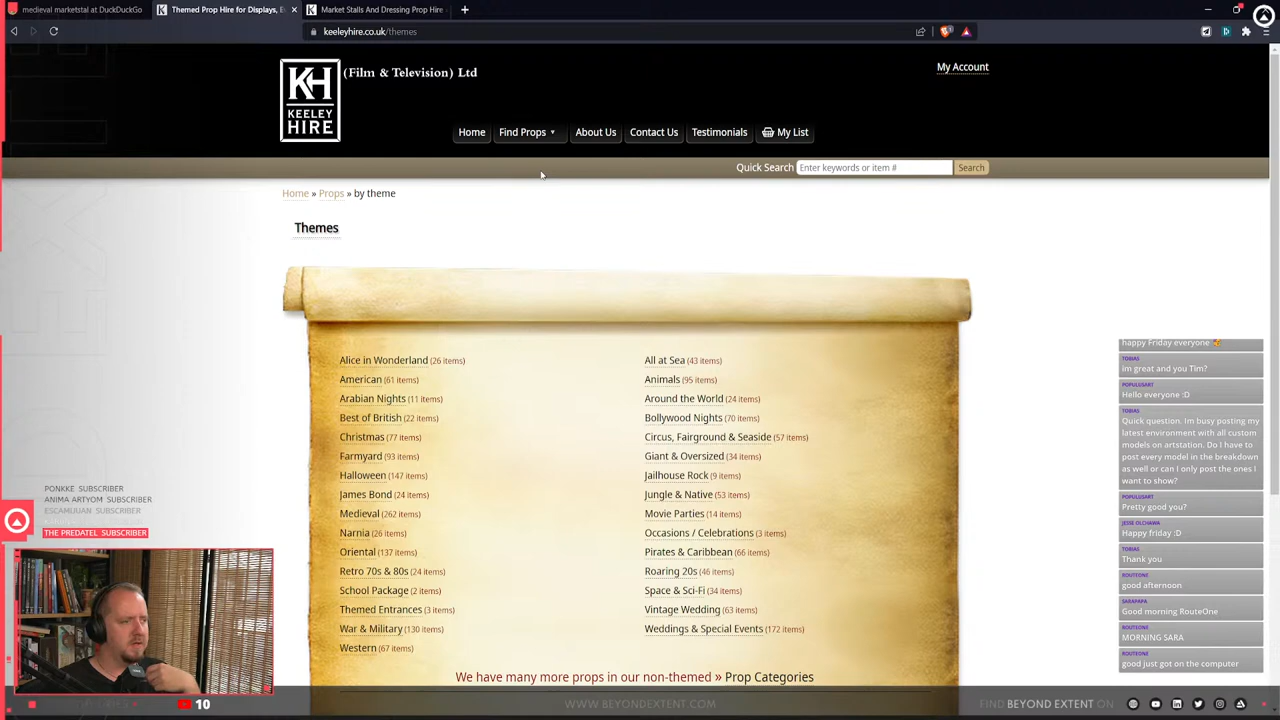 medieval marketstal at DuckDuckGo
Themed Prop Hire for Displays, E
Market Stalls And Dressing Prop Hire
keeleyhire.co.uk/themes
KH
KEELEY
HIRE
(Film & Television) Ltd
My Account
Home
Find Props
About Us
Contact Us
Testimonials
My List
Quick Search
Enter keywords or item #
Search
Home » Props » by theme
Themes
Alice in Wonderland (26 items)
All at Sea (43 items)
American (61 items)
Animals (95 items)
Arabian Nights (11 items)
Around the World (24 items)
Best of British (22 items)
Bollywood Nights (70 items)
Christmas (77 items)
Circus, Fairground & Seaside (57 items)
Farmyard (93 items)
Giant & Oversized (34 items)
Halloween (147 items)
Jailhouse Rock (9 items)
James Bond (24 items)
Jungle & Native (53 items)
Medieval (262 items)
Movie Parties (14 items)
Narnia (26 items)
Occasions / Celebrations (3 items)
Oriental (137 items)
Pirates & Caribbean (66 items)
Retro 70s & 80s (24 items)
Roaring 20s (46 items)
School Package (2 items)
Space & Sci-Fi (34 items)
Themed Entrances (3 items)
Vintage Wedding (63 items)
War & Military (130 items)
Weddings & Special Events (172 items)
Western (67 items)
We have many more props in our non-themed » Prop Categories
happy Friday everyone
TOBIAS
im great and you Tim?
POPULUSART
Hello everyone :D
TOBIAS
Quick question. Im busy posting my
latest environment with all custom
models on artstation. Do I have to
post every model in the breakdown
as well or can I only post the ones I
want to show?
POPULUSART
Pretty good you?
JESSE OLCHAWA
Happy friday :D
TOBIAS
Thank you
ROUTEONE
good afternoon
SARAPAPA
Good morning RouteOne
ROUTEONE
MORNING SARA
ROUTEONE
good just got on the computer
PONKKE SUBSCRIBER
ANIMA ARTYOM SUBSCRIBER
ESCAMIJUAN SUBSCRIBER
THE PREDATEL SUBSCRIBER
10
WWW.BEYONDEXTENT.COM
FIND BEYOND EXTENT ON